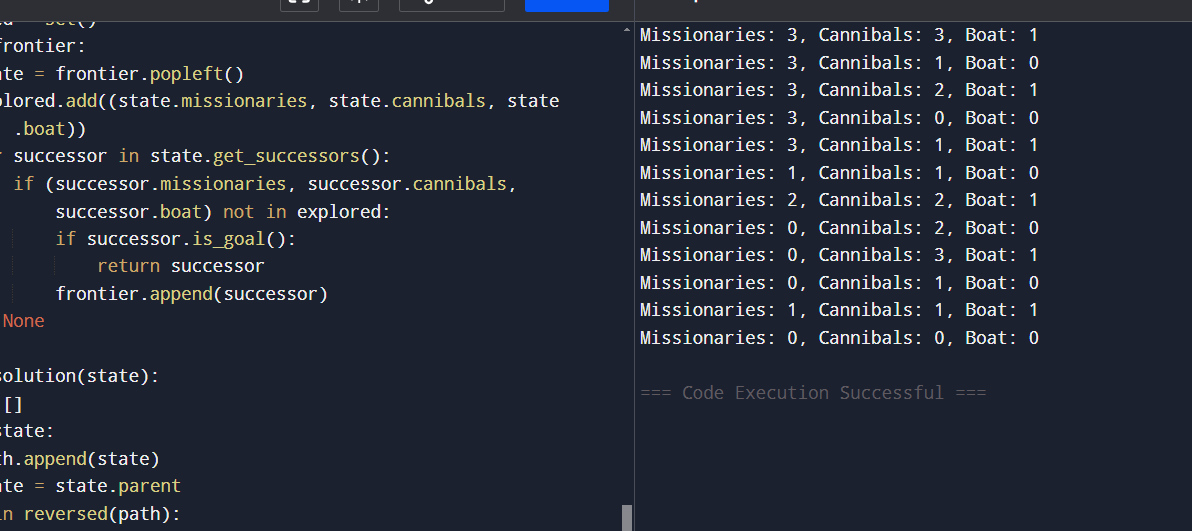 frontier:
= frontier.popleft()
.add((state.missionaries, state.cannibals, state
.boat))
successor in state.get_successors():
if (successor.missionaries, successor.cannibals,
successor.boat) not in explored:
if successor.is_goal():
return successor
frontier.append(successor)
None
(state):
[]
state:
.append(state)
= state.parent
in reversed(path):
Missionaries: 3, Cannibals: 3, Boat: 1
Missionaries: 3, Cannibals: 1, Boat: 0
Missionaries: 3, Cannibals: 2, Boat: 1
Missionaries: 3, Cannibals: 0, Boat: 0
Missionaries: 3, Cannibals: 1, Boat: 1
Missionaries: 1, Cannibals: 1, Boat: 0
Missionaries: 2, Cannibals: 2, Boat: 1
Missionaries: 0, Cannibals: 2, Boat: 0
Missionaries: 0, Cannibals: 3, Boat: 1
Missionaries: 0, Cannibals: 1, Boat: 0
Missionaries: 1, Cannibals: 1, Boat: 1
Missionaries: 0, Cannibals: 0, Boat: 0
=== Code Execution Successful ===